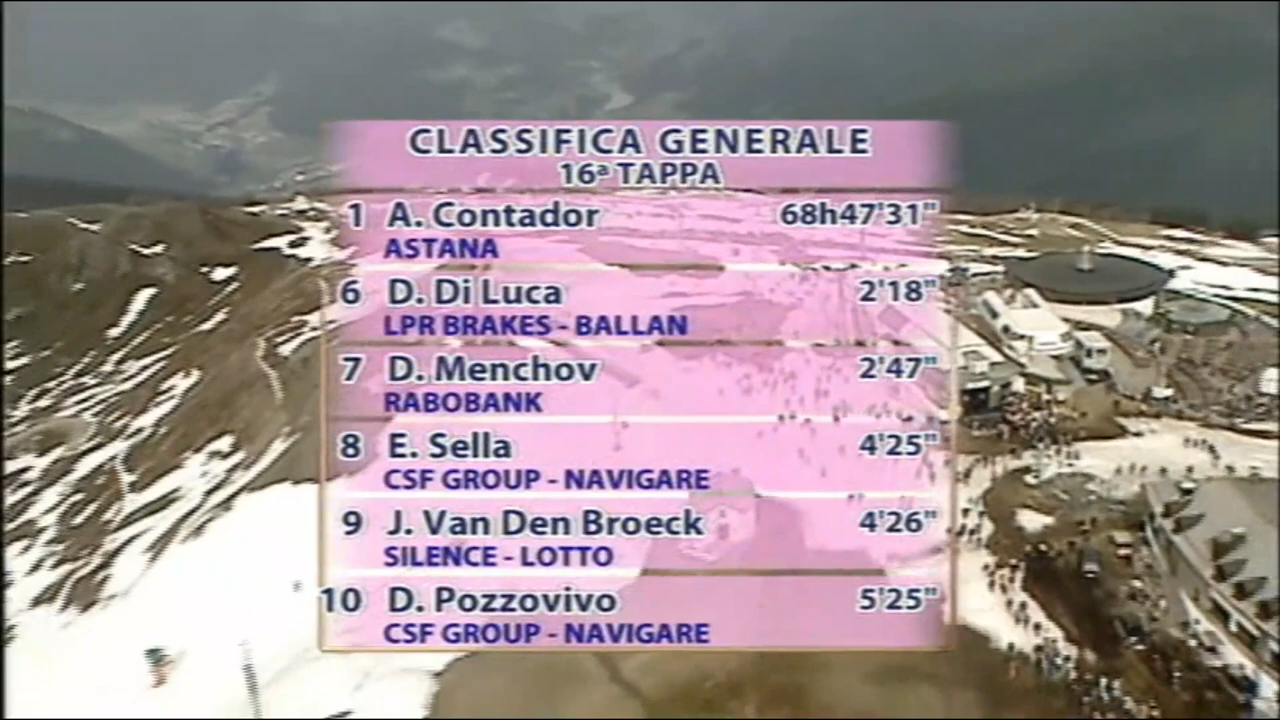 CLASSIFICA GENERALE
16ª TAPPA
1 A. Contador 68h47'31"
ASTANA
6 D. Di Luca 2'18"
LPR BRAKES - BALLAN
7 D. Menchov 2'47"
RABOBANK
8 E. Sella 4'25"
CSF GROUP - NAVIGARE
9 J. Van Den Broeck 4'26"
SILENCE - LOTTO
10 D. Pozzovivo 5'25"
CSF GROUP - NAVIGARE